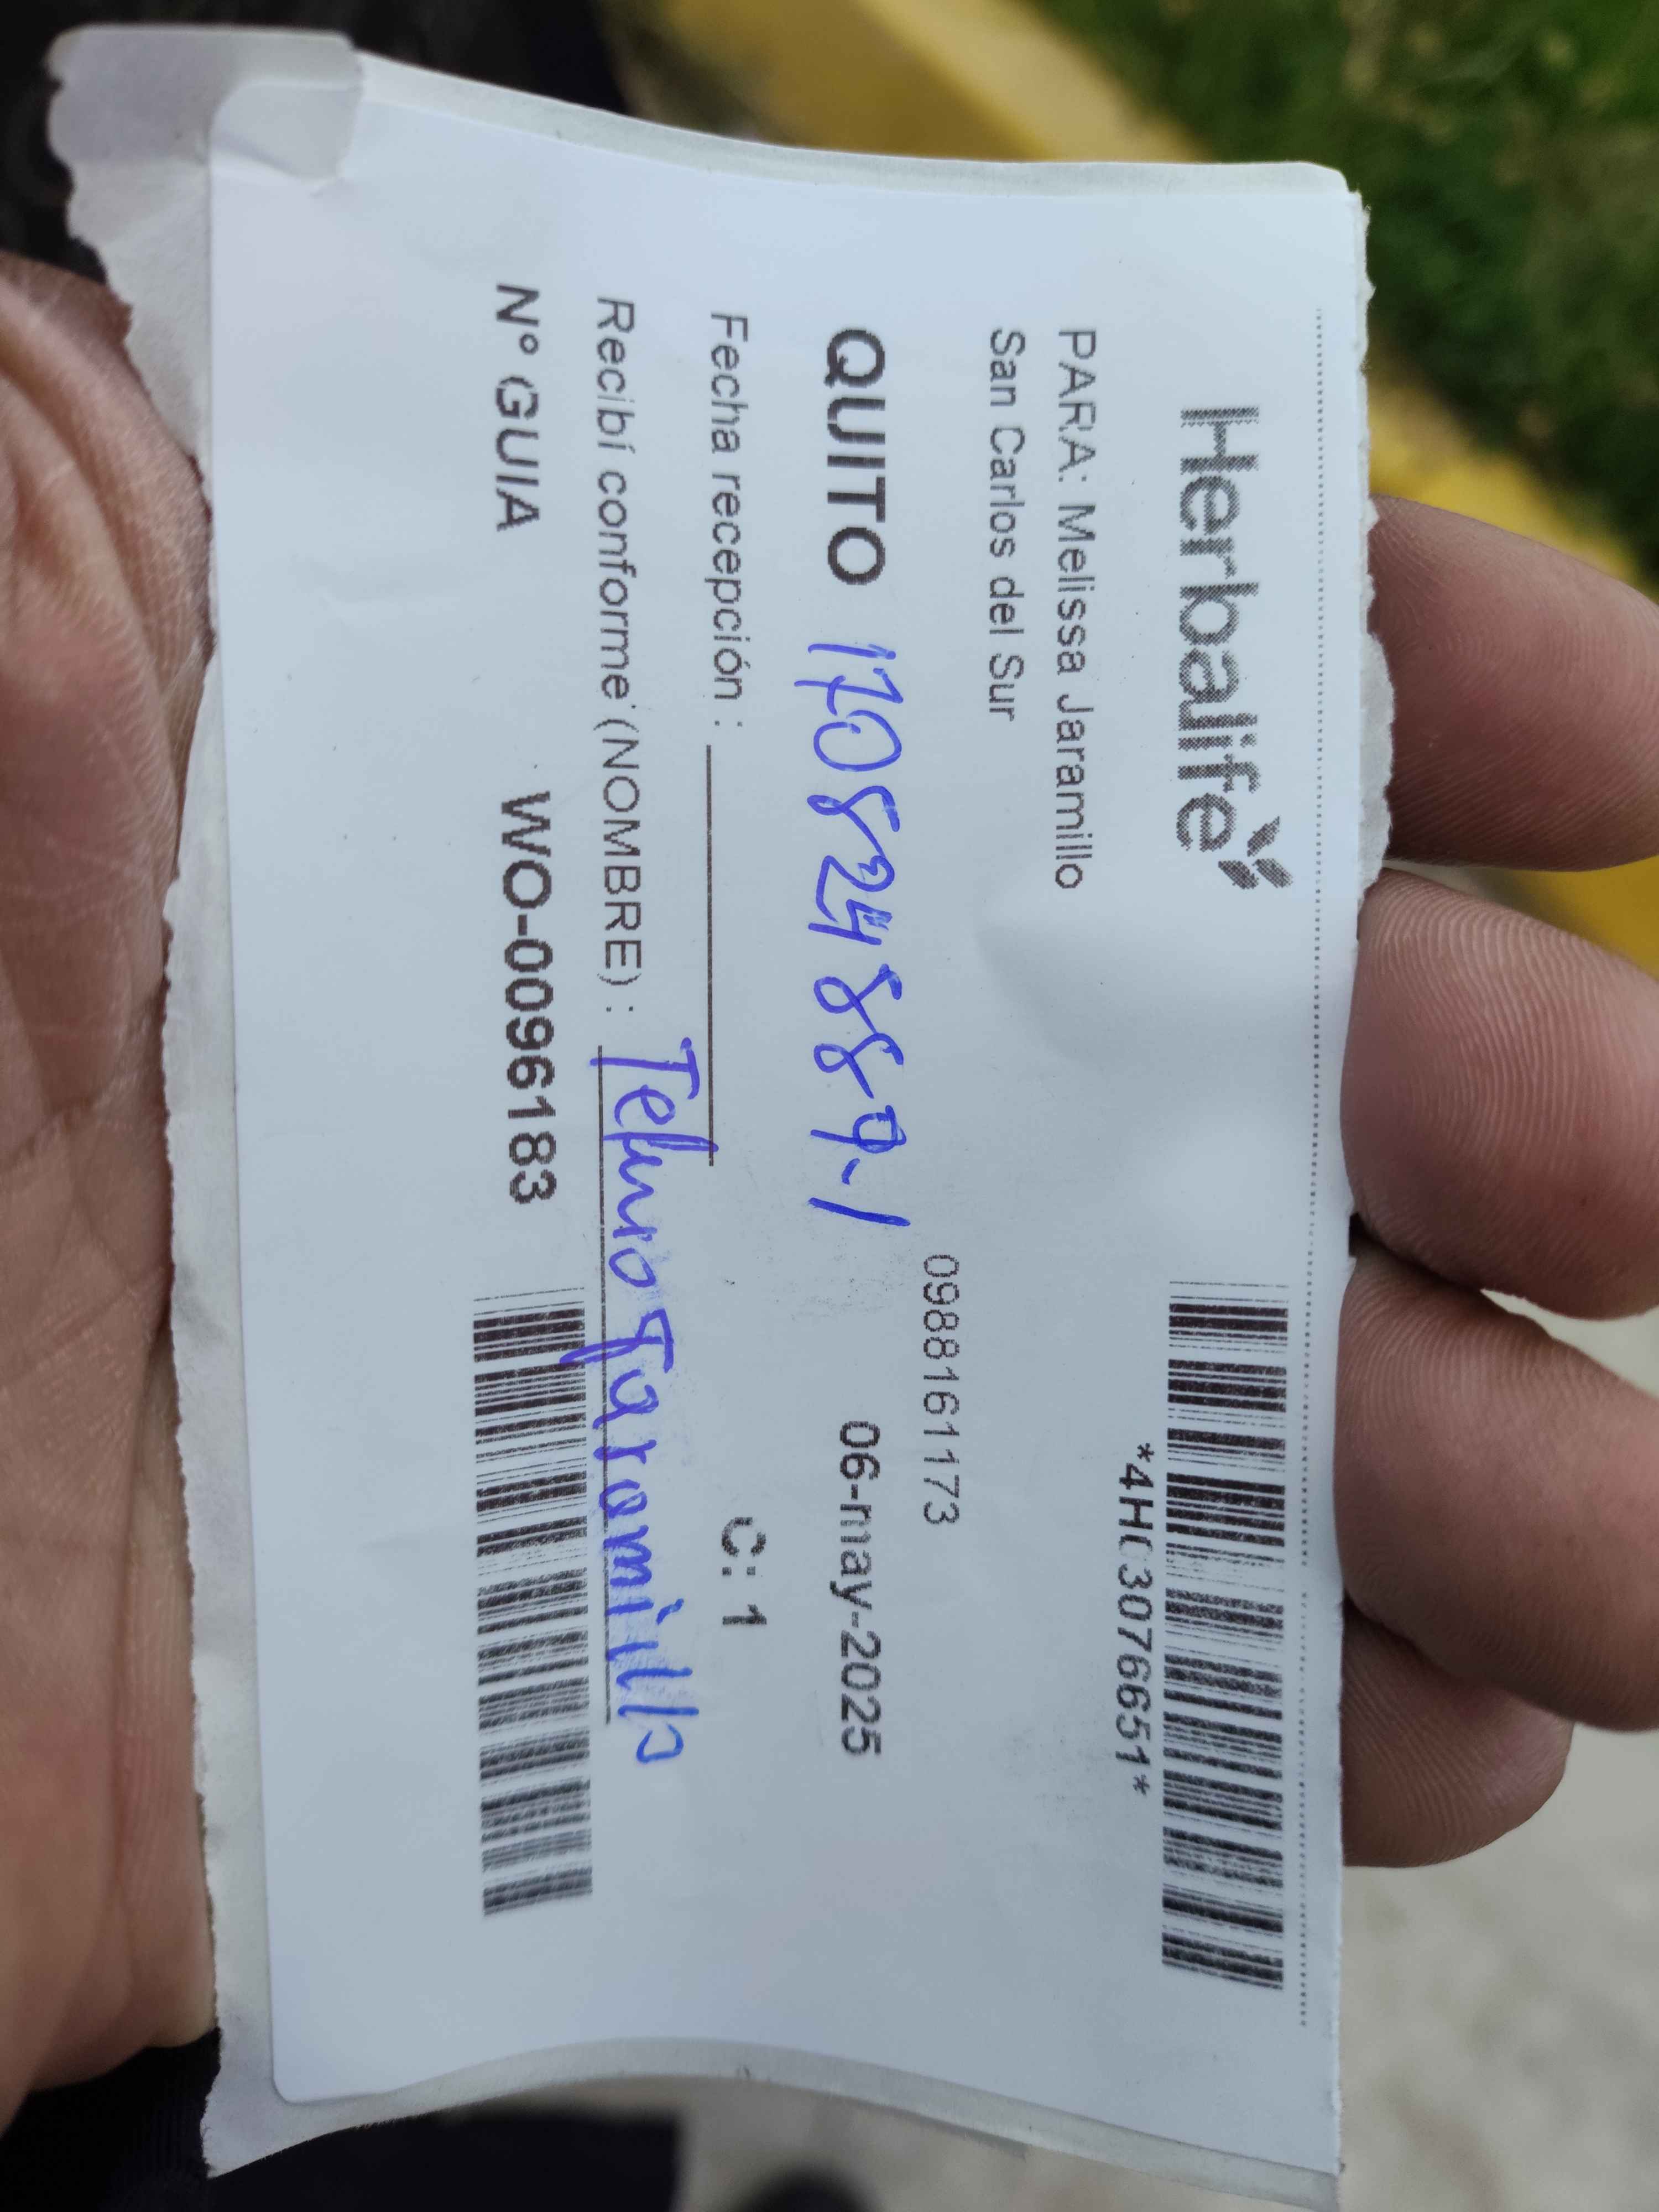 Herbalife
*4HC3076651*
PARA: Melissa Jaramillo
San Carlos del Sur
0988161173
QUITO 170824889-1 06-may-2025
Fecha recepción :
C: 1
Recibí conforme (NOMBRE) : Telmo Jaramillo
N° GUIA WO-0096183